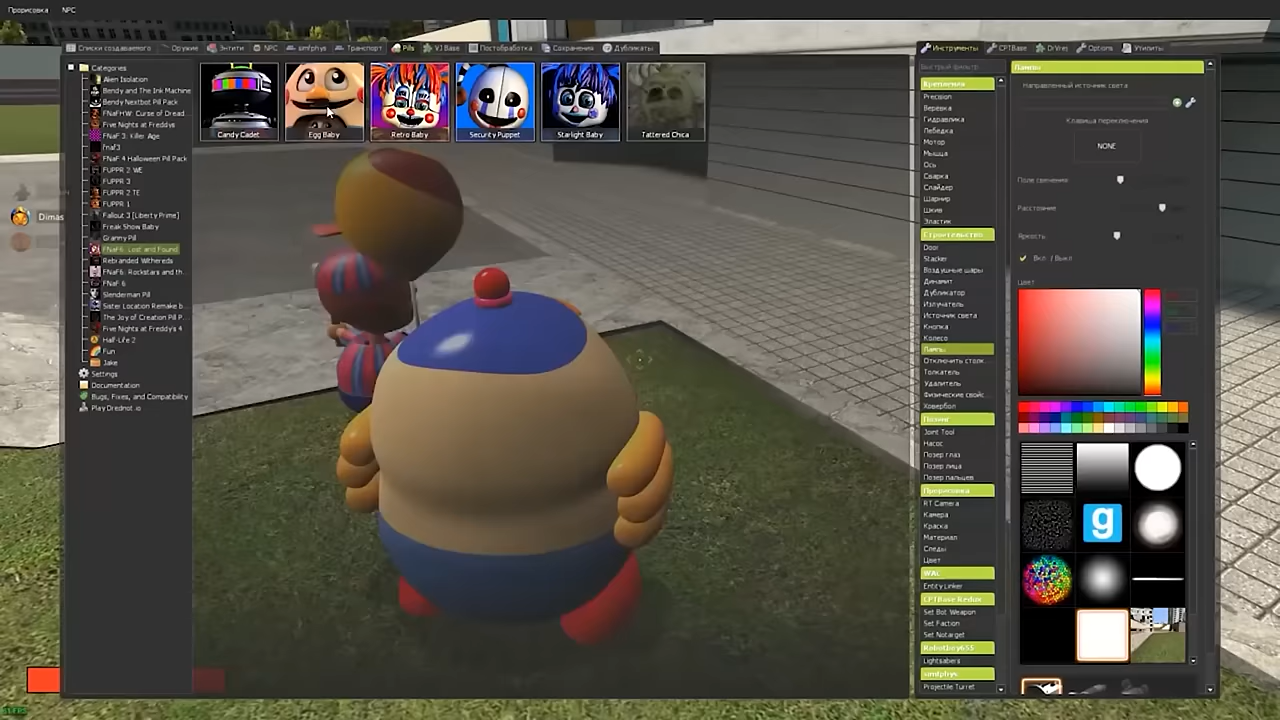 Прорисовка NPC
Списки создаваемого Оружие Энтити NPC simfphys Транспорт Pills VJ Base Постобработка Сохранения Дубликаты
Инструменты CPTBase DrVrej Options Утилиты
Categories
Alien Isolation
Bendy and The Ink Machine
Bendy Nextbot Pill Pack
FNaFHW: Curse of Dread...
Five Nights at Freddys
FNaF 3: Killer Age
fnaf3
FNaF 4 Halloween Pill Pack
FUPPR 2 WE
FUPPR 3
FUPPR 2 TE
FUPPR 1
Fallout 3 [Liberty Prime]
Freak Show Baby
Granny Pill
FNaF6: Lost and Found
Rebranded Withereds
FNaF6: Rockstars and th...
FNaF 6
Slenderman Pill
Sister Location Remake b...
The Joy of Creation Pill P...
Five Nights at Freddy's 4
Half-Life 2
Fun
Jake
Settings
Documentation
Bugs, Fixes, and Compatibility
Play Drednot.io
Candy Cadet
Egg Baby
Retro Baby
Security Puppet
Starlight Baby
Tattered Chica
Dimas
Быстрый фильтр...
Крепления
Precision
Веревка
Гидравлика
Лебедка
Мотор
Мышца
Ось
Сварка
Слайдер
Шарнир
Шкив
Эластик
Строительство
Door
Stacker
Воздушные шары
Динамит
Дубликатор
Излучатель
Источник света
Кнопка
Колесо
Лампы
Отключить столк...
Толкатель
Удалитель
Физические свойс...
Ховербол
Позинг
Joint Tool
Насос
Позер глаз
Позер лица
Позер пальцев
Прорисовка
RT Camera
Камера
Краска
Материал
Следы
Цвет
WAC
Entity Linker
CPTBase Redux
Set Bot Weapon
Set Faction
Set Notarget
Robotboy655
Lightsabers
simfphys
Projectile Turret
Лампы
Направленный источник света
Клавиша переключения
NONE
Поле свечения:
Расстояние:
Яркость:
Вкл. / Выкл
Цвет
g